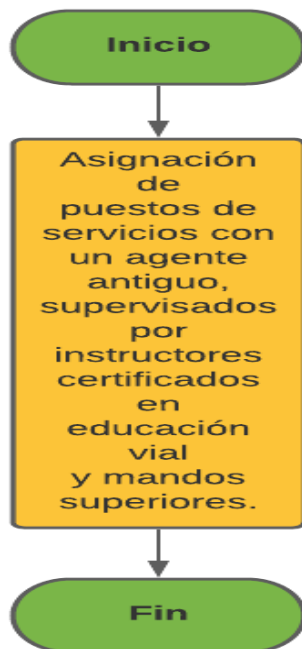 Inicio
Asignación
de
puestos de
servicios con
un agente
antiguo,
supervisados
por
instructores
certificados
en
educación
vial
y mandos
superiores.
Fin